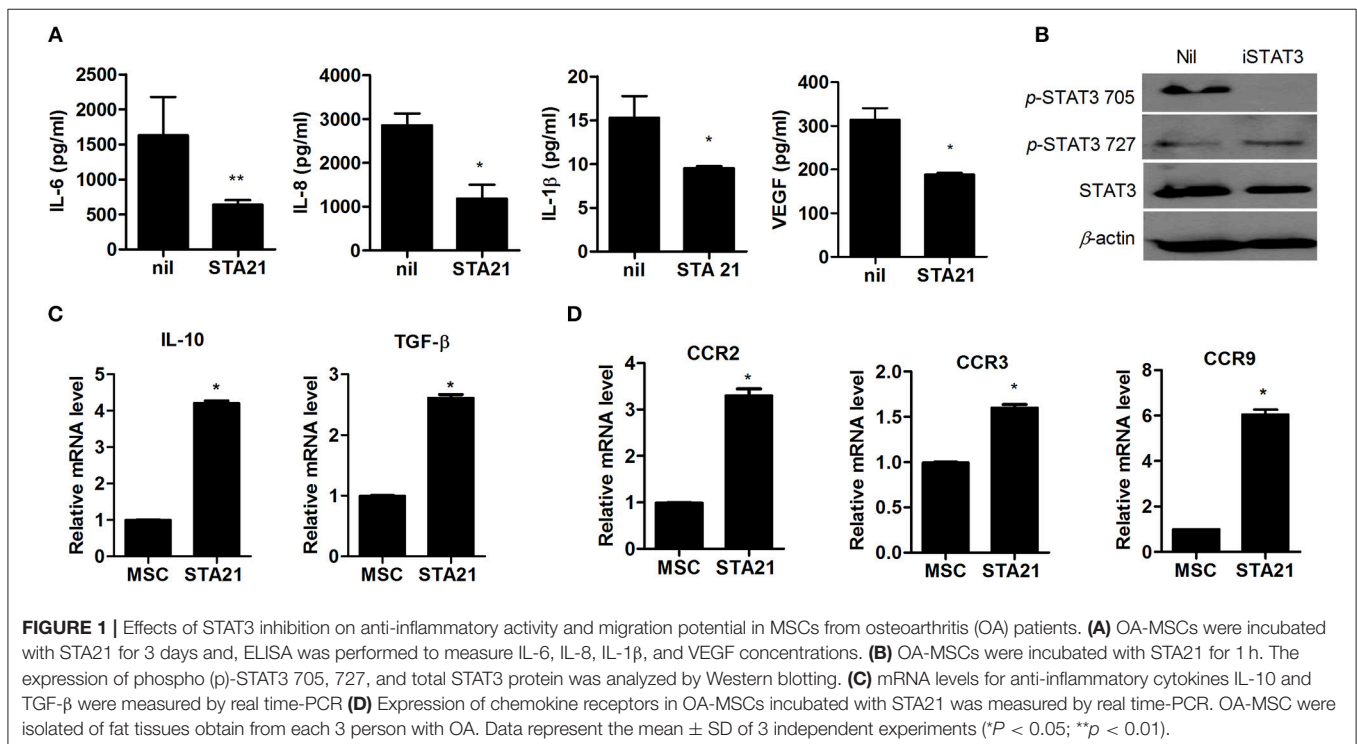 A
IL-6 (pg/ml)
2500
2000
1500
1000
500
0
**
nil STA21
IL-8 (pg/ml)
4000
3000
2000
1000
0
*
nil STA21
IL-1β (pg/ml)
20
15
10
5
0
*
nil STA 21
VEGF (pg/ml)
400
300
200
100
0
*
nil STA21
B
Nil iSTAT3
p-STAT3 705
p-STAT3 727
STAT3
β-actin
C
IL-10
Relative mRNA level
5
4
3
2
1
0
*
MSC STA21
TGF-β
Relative mRNA level
3
2
1
0
*
MSC STA21
D
CCR2
Relative mRNA level
4
3
2
1
0
*
MSC STA21
CCR3
Relative mRNA level
2.0
1.5
1.0
0.5
0.0
*
MSC STA21
CCR9
Relative mRNA level
8
6
4
2
0
*
MSC STA21
FIGURE 1 | Effects of STAT3 inhibition on anti-inflammatory activity and migration potential in MSCs from osteoarthritis (OA) patients. (A) OA-MSCs were incubated
with STA21 for 3 days and, ELISA was performed to measure IL-6, IL-8, IL-1β, and VEGF concentrations. (B) OA-MSCs were incubated with STA21 for 1 h. The
expression of phospho (p)-STAT3 705, 727, and total STAT3 protein was analyzed by Western blotting. (C) mRNA levels for anti-inflammatory cytokines IL-10 and
TGF-β were measured by real time-PCR (D) Expression of chemokine receptors in OA-MSCs incubated with STA21 was measured by real time-PCR. OA-MSC were
isolated of fat tissues obtain from each 3 person with OA. Data represent the mean ± SD of 3 independent experiments (*P < 0.05; **p < 0.01).